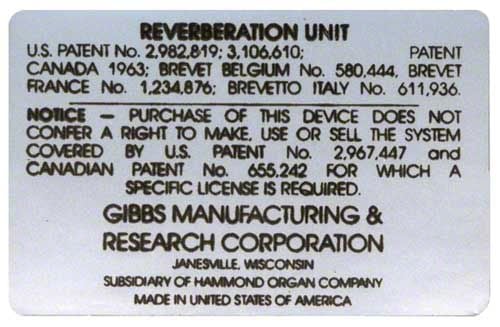 REVERBERATION UNIT
U.S. PATENT No. 2,982,819; 3,106,610; PATENT
CANADA 1963; BREVET BELGIUM No. 580,444, BREVET
FRANCE No. 1,234,876; BREVETTO ITALY No. 611,936.
NOTICE — PURCHASE OF THIS DEVICE DOES NOT
CONFER A RIGHT TO MAKE, USE OR SELL THE SYSTEM
COVERED BY U.S. PATENT No. 2,967,447 and
CANADIAN PATENT No. 655,242 FOR WHICH A
SPECIFIC LICENSE IS REQUIRED.
GIBBS MANUFACTURING &
RESEARCH CORPORATION
JANESVILLE, WISCONSIN
SUBSIDIARY OF HAMMOND ORGAN COMPANY
MADE IN UNITED STATES OF AMERICA